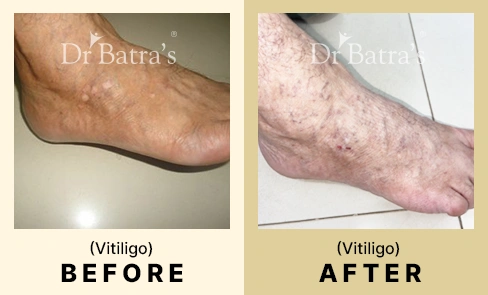 Dr Batra's®
(Vitiligo)
BEFORE
Dr Batra's
(Vitiligo)
AFTER